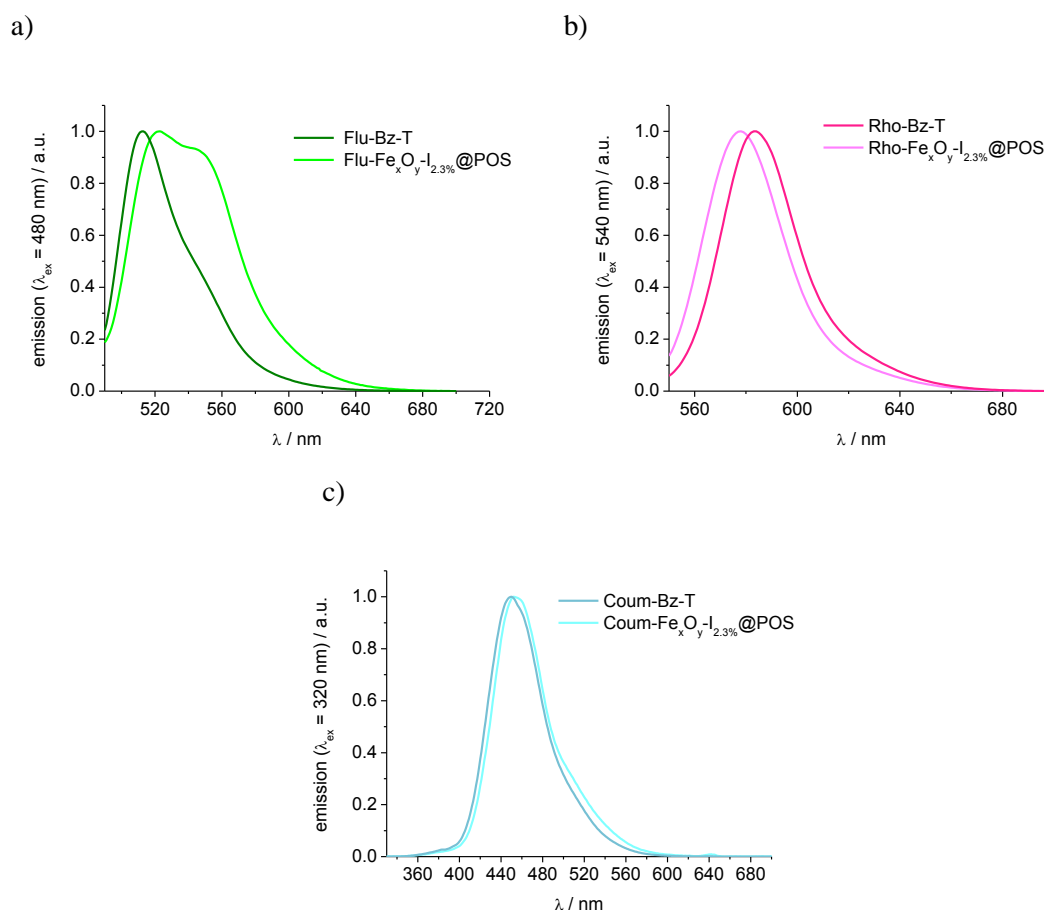 a)
b)
Flu-Bz-T
Flu-FexOy-I2.3%@POS
emission (λex = 480 nm) / a.u.
1.0
0.8
0.6
0.4
0.2
0.0
520 560 600 640 680 720
λ / nm
Rho-Bz-T
Rho-FexOy-I2.3%@POS
emission (λex = 540 nm) / a.u.
1.0
0.8
0.6
0.4
0.2
0.0
560 600 640 680
λ / nm
c)
Coum-Bz-T
Coum-FexOy-I2.3%@POS
emission (λex = 320 nm) / a.u.
1.0
0.8
0.6
0.4
0.2
0.0
360 400 440 480 520 560 600 640 680
λ / nm